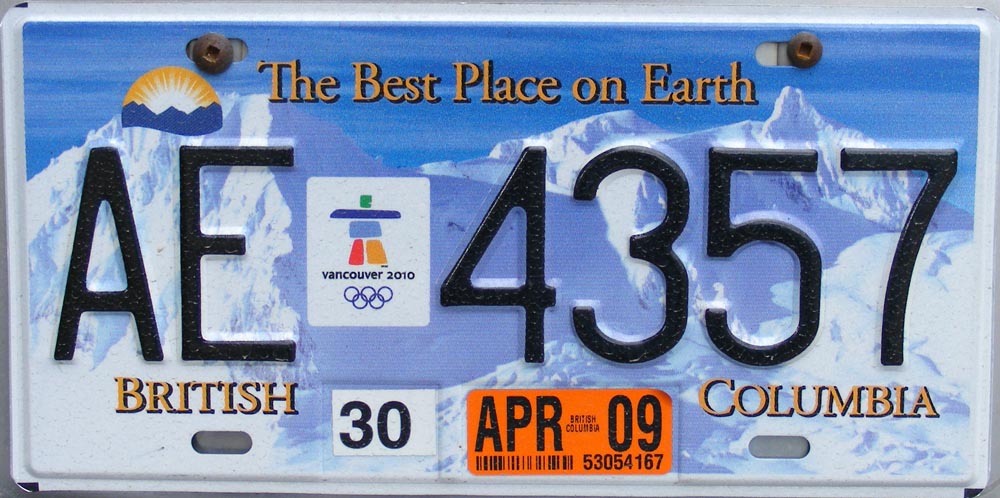 The Best Place on Earth
AE 4357
vancouver 2010
BRITISH COLUMBIA
30
APR BRITISH COLUMBIA 09
53054167